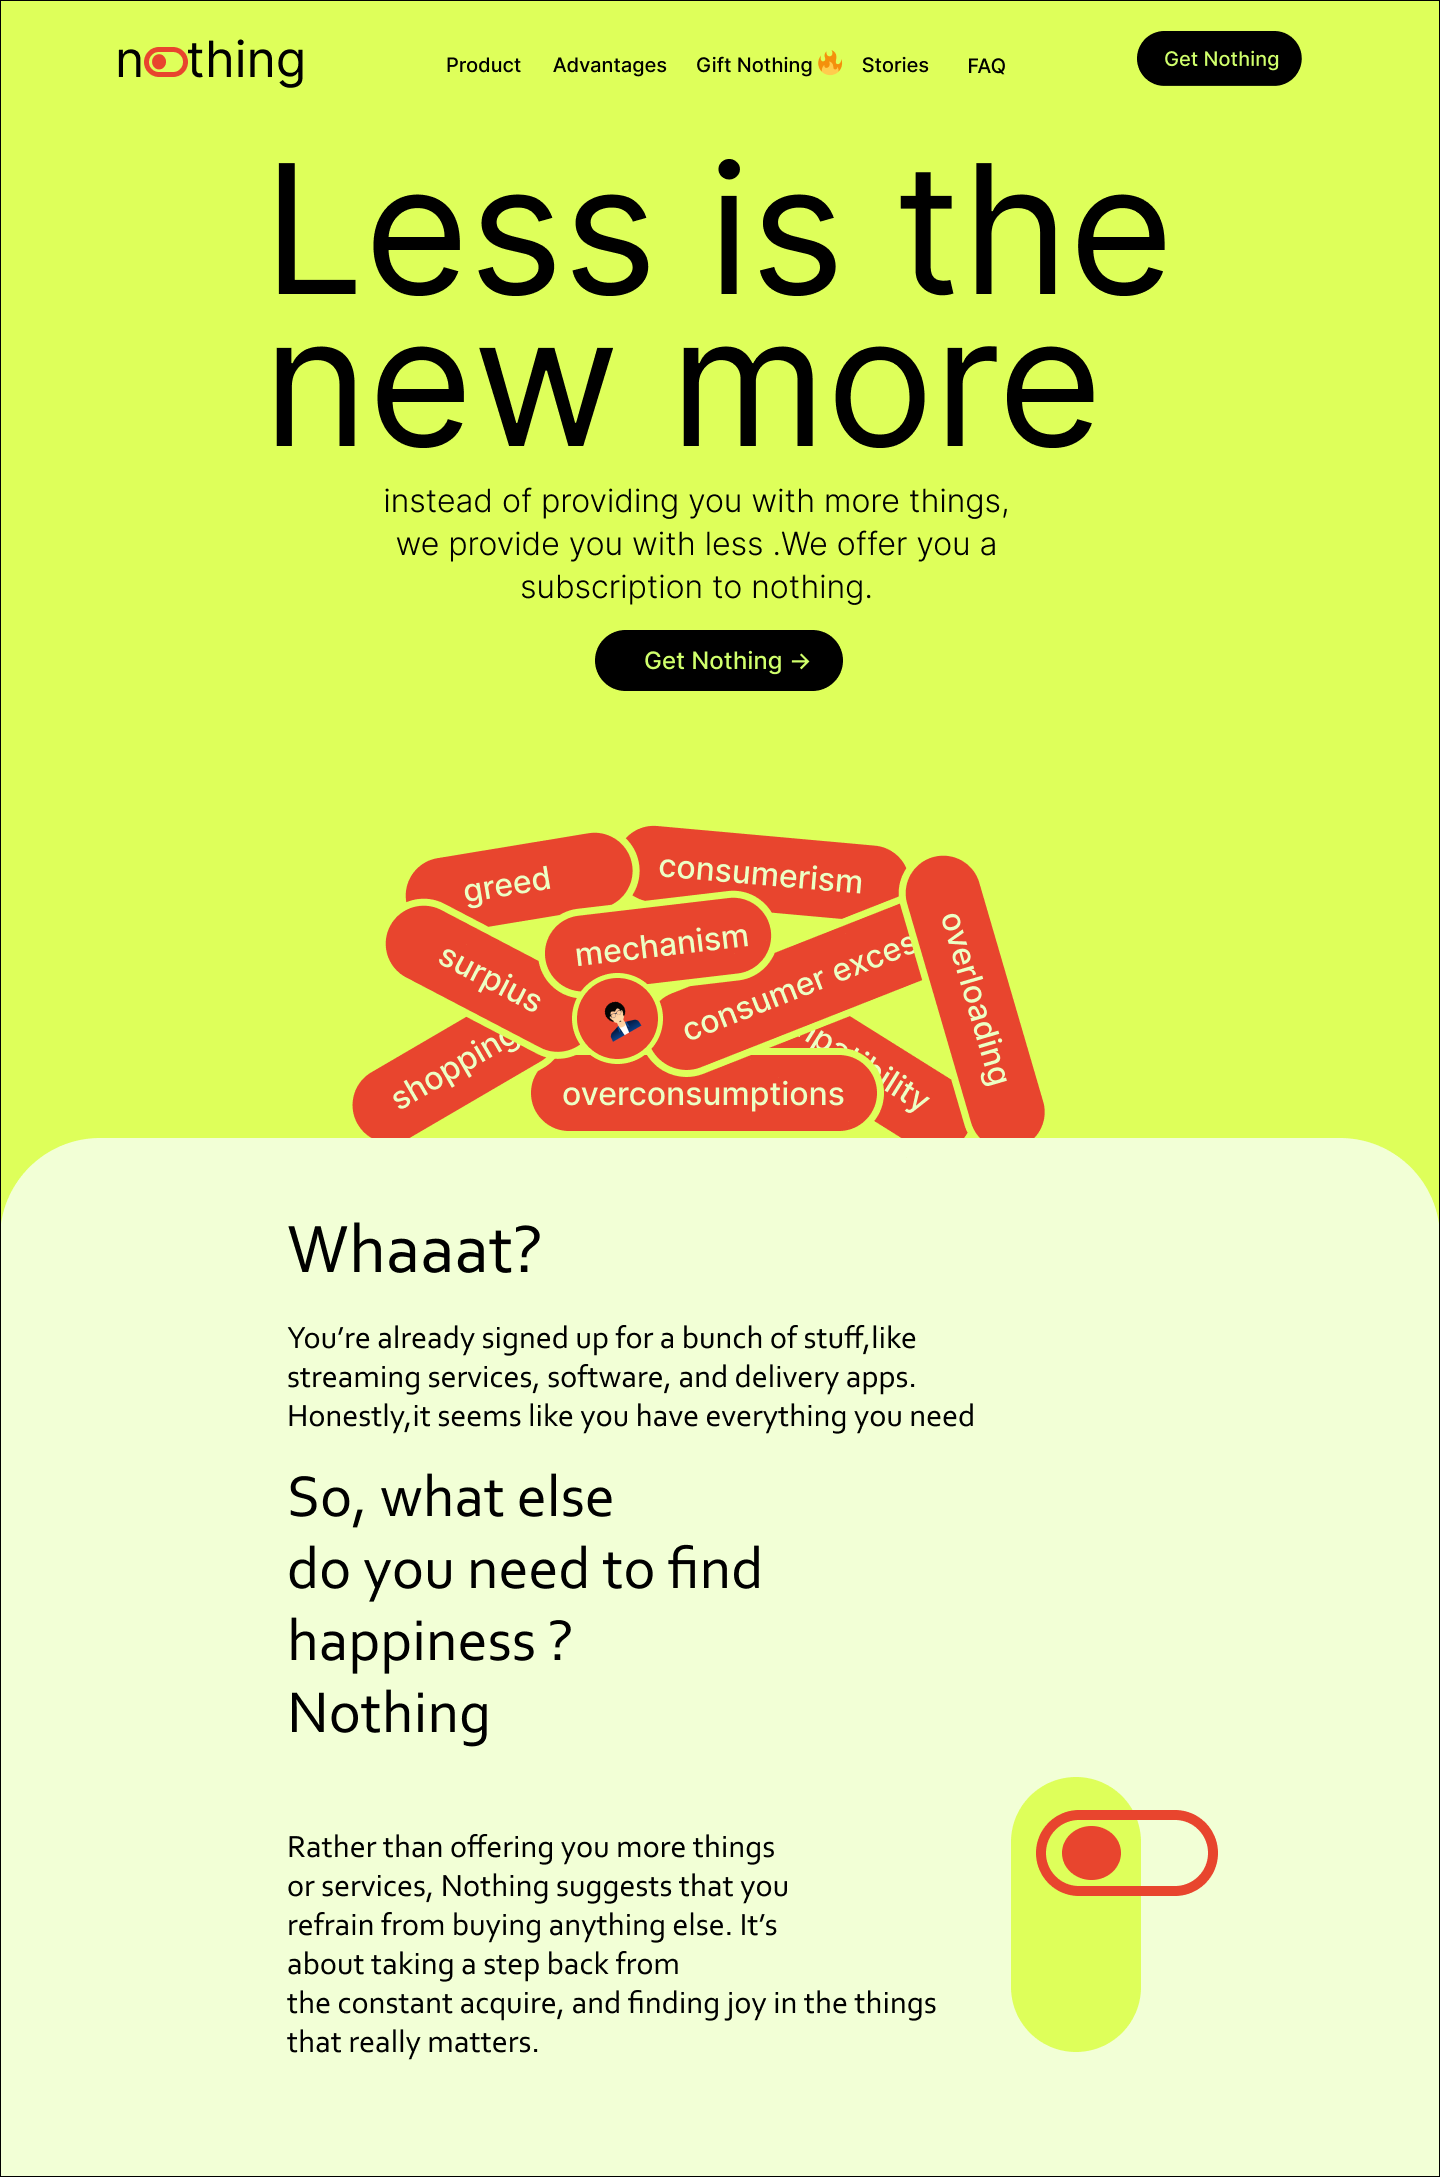 nothing
Product Advantages Gift Nothing🔥 Stories FAQ
Get Nothing
Less is the
new more
instead of providing you with more things,
we provide you with less .We offer you a
subscription to nothing.
Get Nothing →
greed
consumerism
mechanism
surpius
consumer exces
overloading
shopping
overconsumptions
Whaaat?
You’re already signed up for a bunch of stuff,like
streaming services, software, and delivery apps.
Honestly,it seems like you have everything you need
So, what else
do you need to find
happiness ?
Nothing
Rather than offering you more things
or services, Nothing suggests that you
refrain from buying anything else. It’s
about taking a step back from
the constant acquire, and finding joy in the things
that really matters.